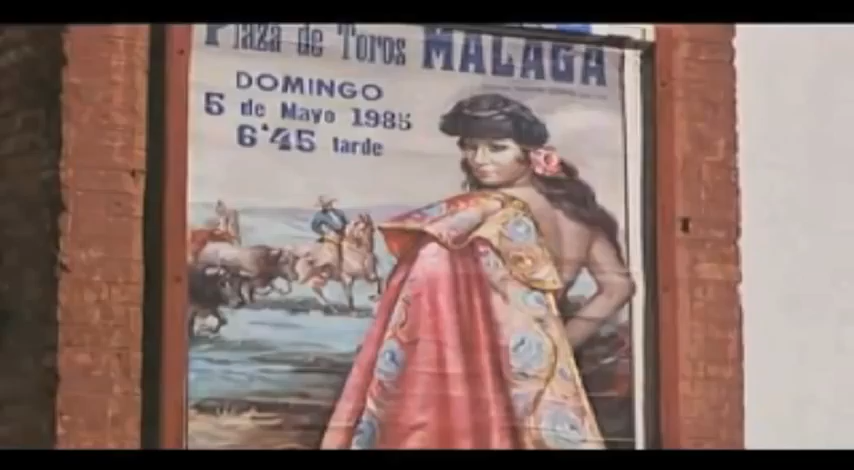 Plaza de Toros MALAGA
DOMINGO
5 de Mayo 1985
6'45 tarde